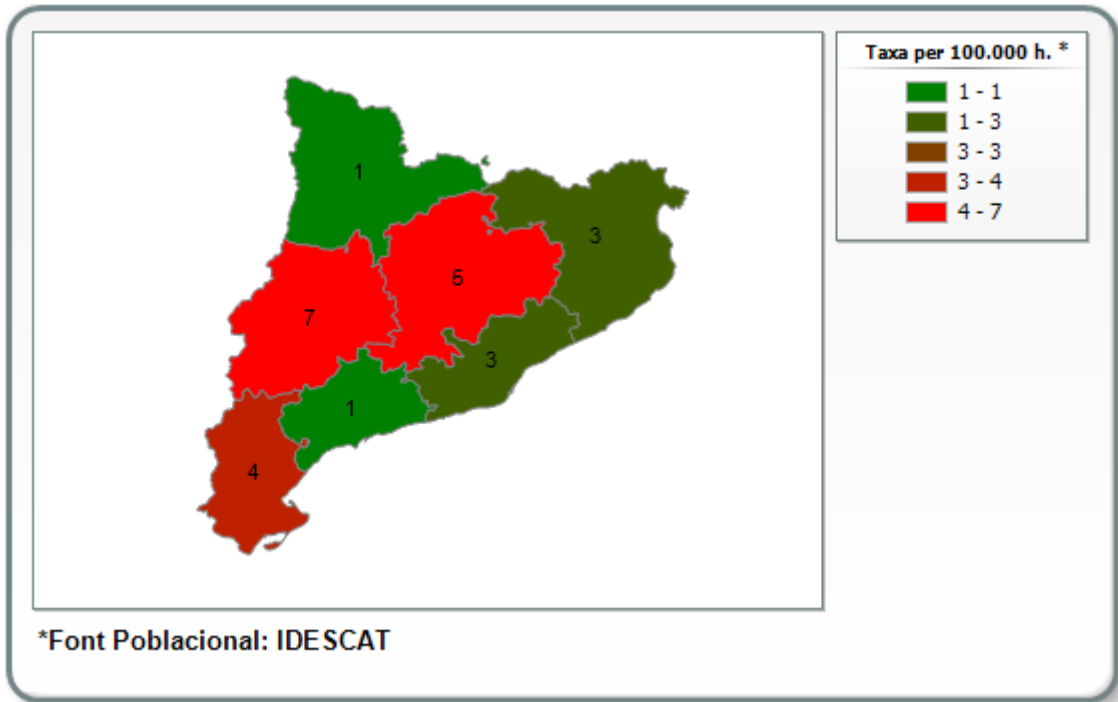 Taxa per 100.000 h. *
1 - 1
1 - 3
3 - 3
3 - 4
4 - 7
1
3
5
7
3
1
4
*Font Poblacional: IDESCAT